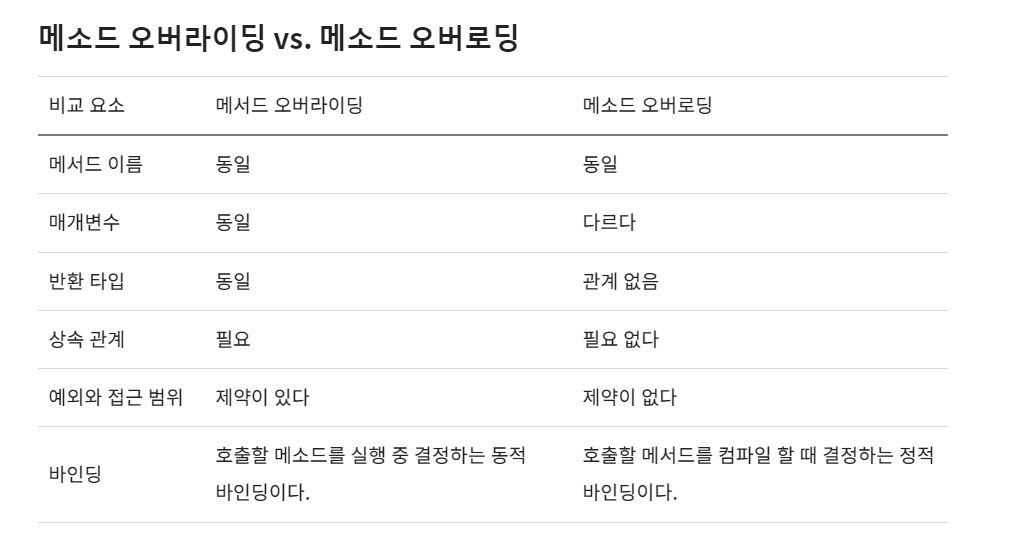 메소드 오버라이딩 vs. 메소드 오버로딩
비교 요소 메서드 오버라이딩 메소드 오버로딩
메서드 이름 동일 동일
매개변수 동일 다르다
반환 타입 동일 관계 없음
상속 관계 필요 필요 없다
예외와 접근 범위 제약이 있다 제약이 없다
바인딩 호출할 메소드를 실행 중 결정하는 동적 바인딩이다. 호출할 메서드를 컴파일 할 때 결정하는 정적 바인딩이다.